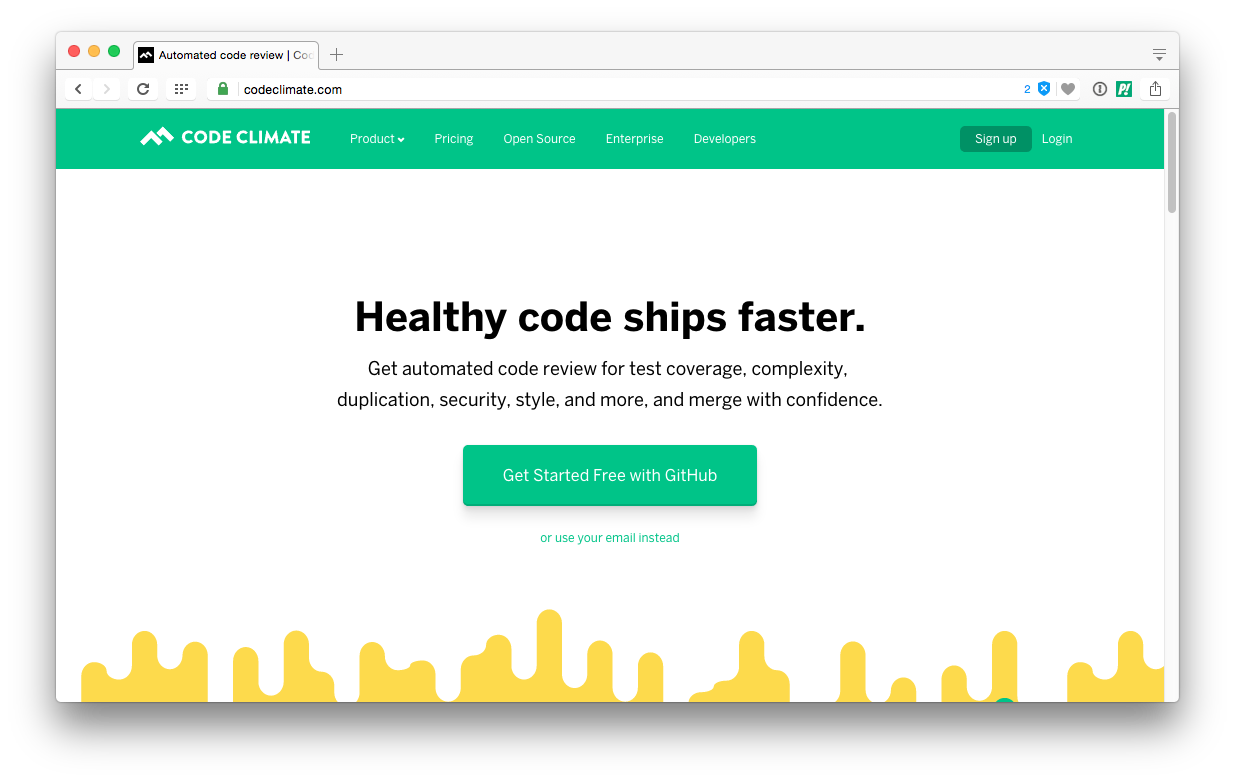 Automated code review | Coc
codeclimate.com
2
P!
CODE CLIMATE
Product
Pricing
Open Source
Enterprise
Developers
Sign up
Login
Healthy code ships faster.
Get automated code review for test coverage, complexity,
duplication, security, style, and more, and merge with confidence.
Get Started Free with GitHub
or use your email instead